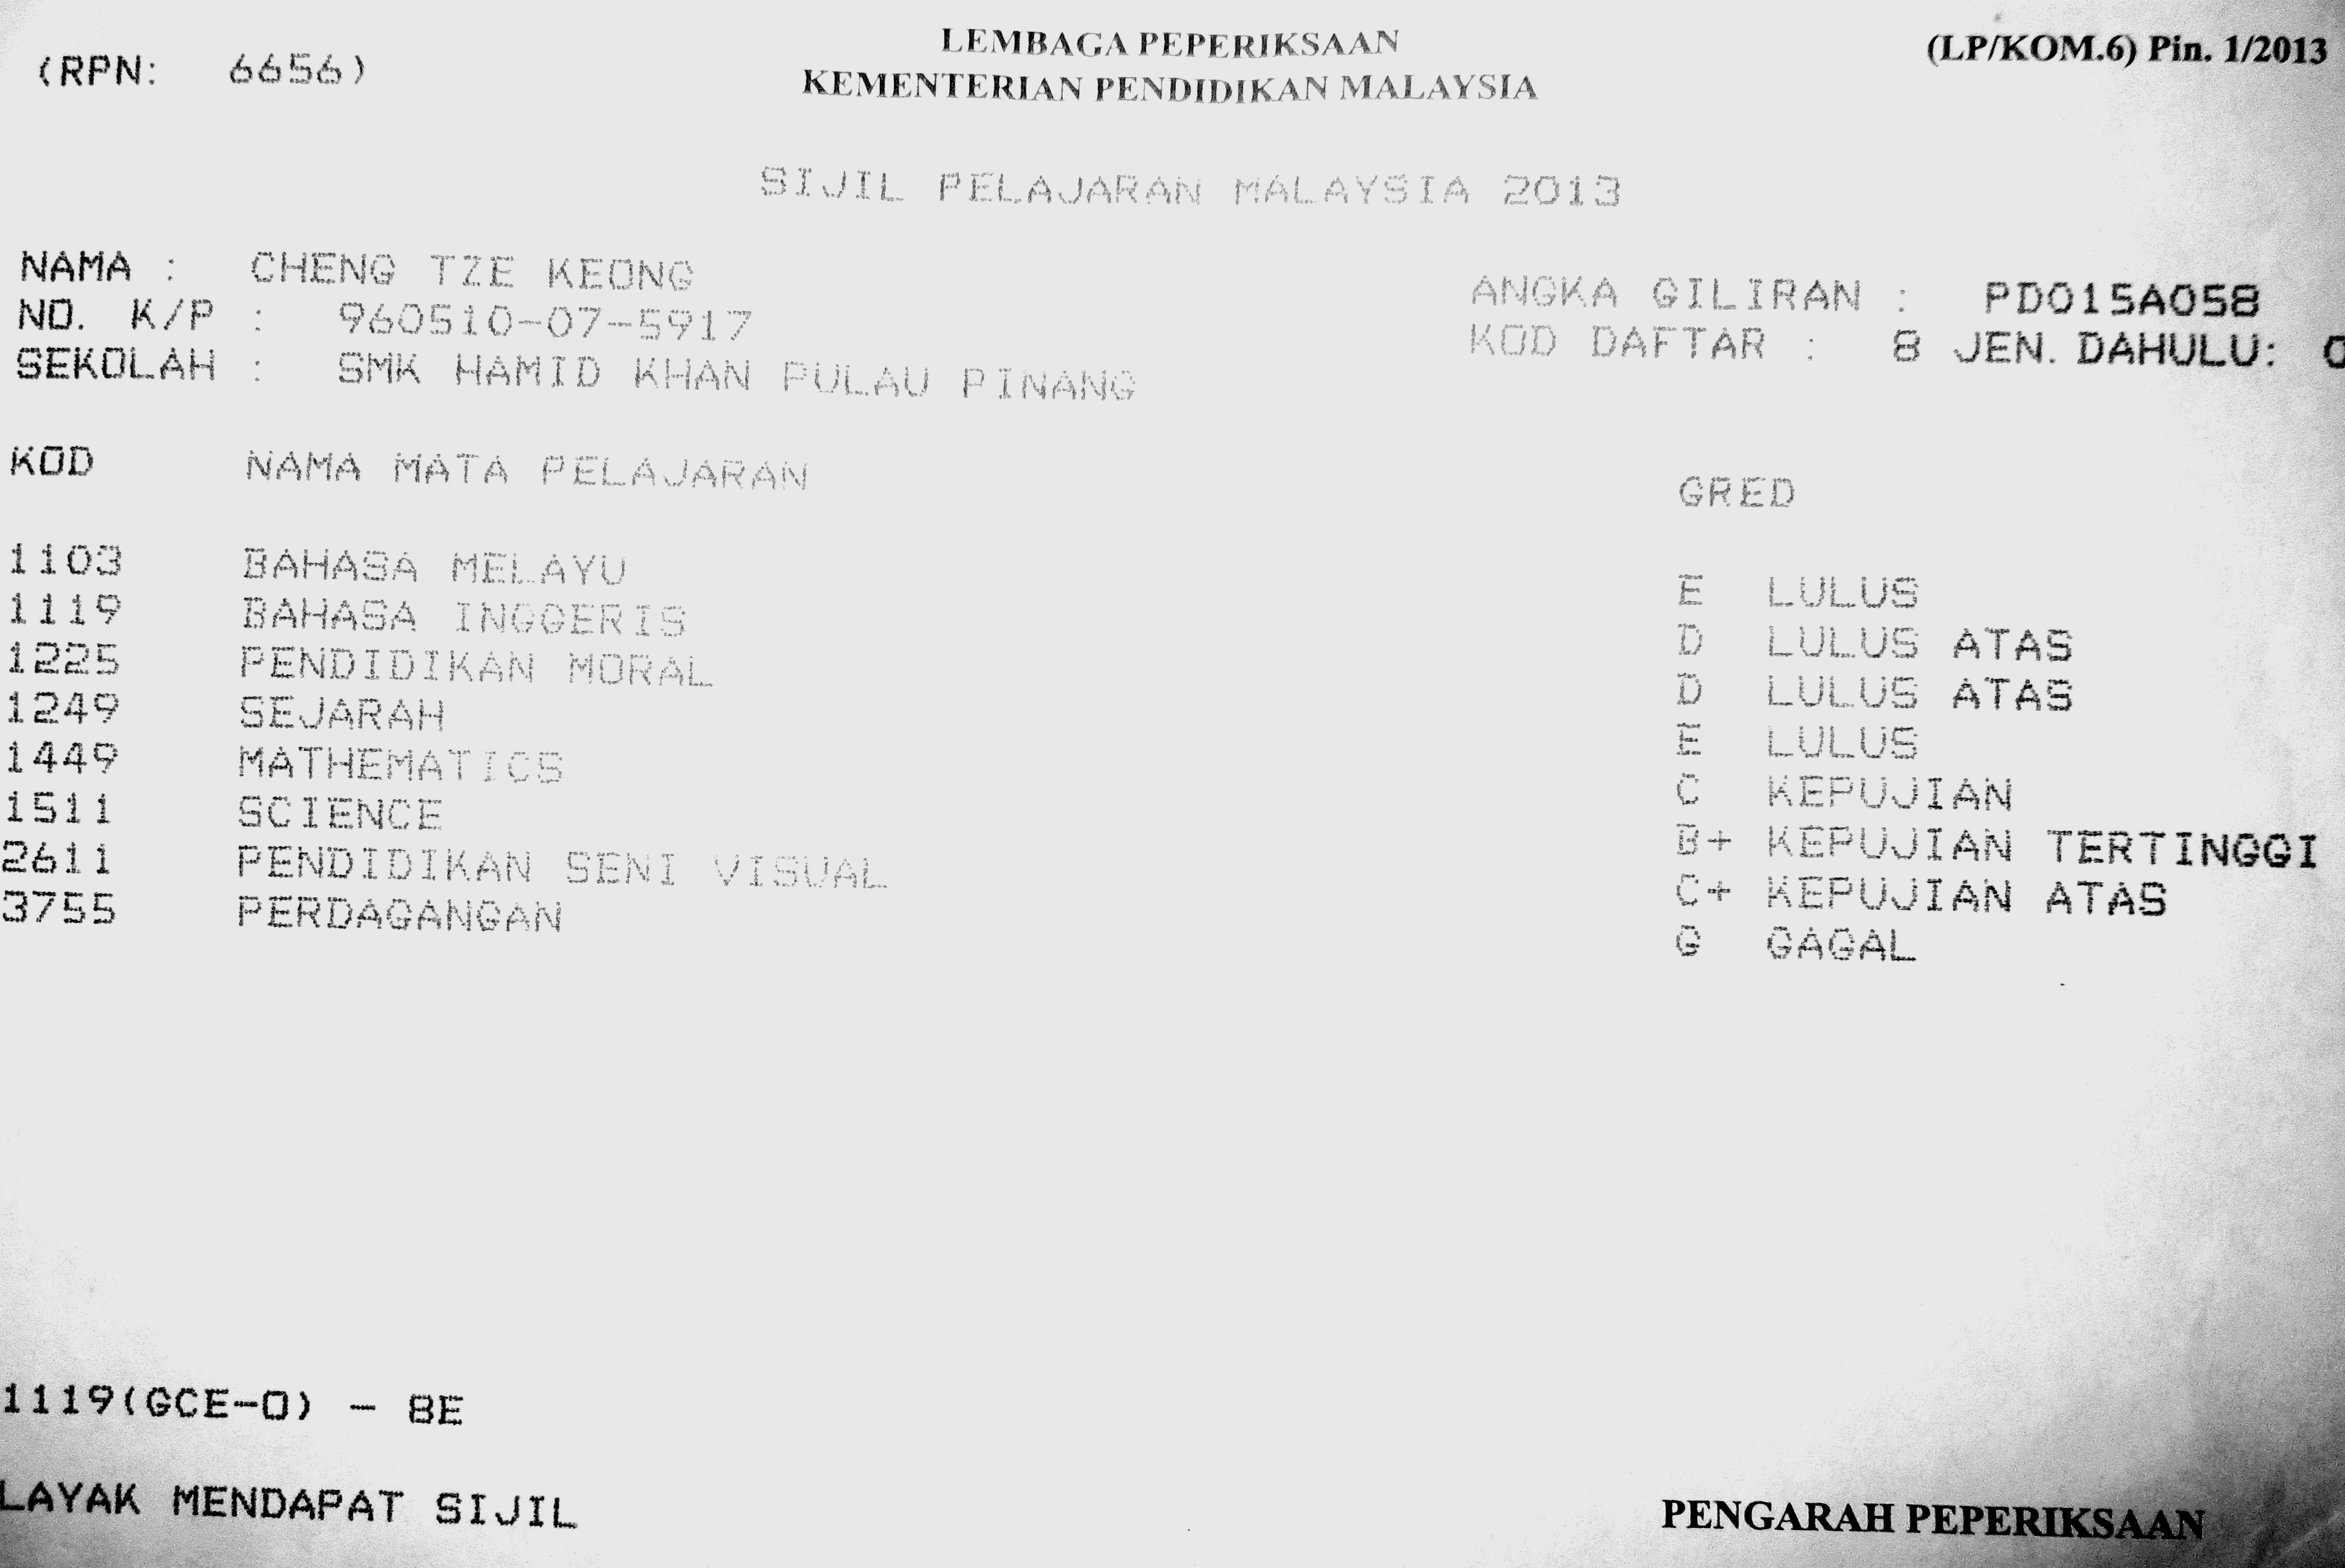 (RPN: 6656)
LEMBAGA PEPERIKSAAN
KEMENTERIAN PENDIDIKAN MALAYSIA
(LP/KOM.6) Pin. 1/2013
SIJIL PELAJARAN MALAYSIA 2013
NAMA : CHENG TZE KEONG
NO. K/P : 960510-07-5917 ANGKA GILIRAN : PD015A058
SEKOLAH : SMK HAMID KHAN PULAU PINANG KOD DAFTAR : 8 JEN. DAHULU: 0
KOD NAMA MATA PELAJARAN GRED
1103 BAHASA MELAYU E LULUS
1119 BAHASA INGGERIS D LULUS ATAS
1225 PENDIDIKAN MORAL D LULUS ATAS
1249 SEJARAH E LULUS
1449 MATHEMATICS C KEPUJIAN
1511 SCIENCE B+ KEPUJIAN TERTINGGI
2611 PENDIDIKAN SENI VISUAL C+ KEPUJIAN ATAS
3755 PERDAGANGAN G GAGAL
1119(GCE-O) - 8E
LAYAK MENDAPAT SIJIL
PENGARAH PEPERIKSAAN